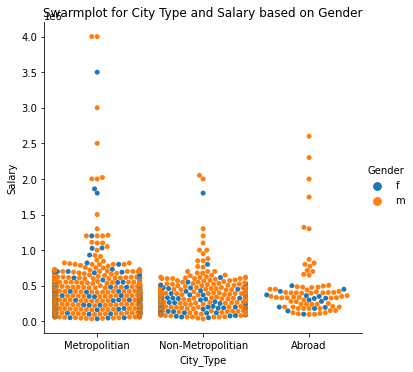 Swarmplot for City Type and Salary based on Gender
1e6
4.0
3.5
3.0
2.5
2.0
1.5
1.0
0.5
0.0
Salary
Metropolitian
Non-Metropolitian
Abroad
City_Type
Gender
f
m